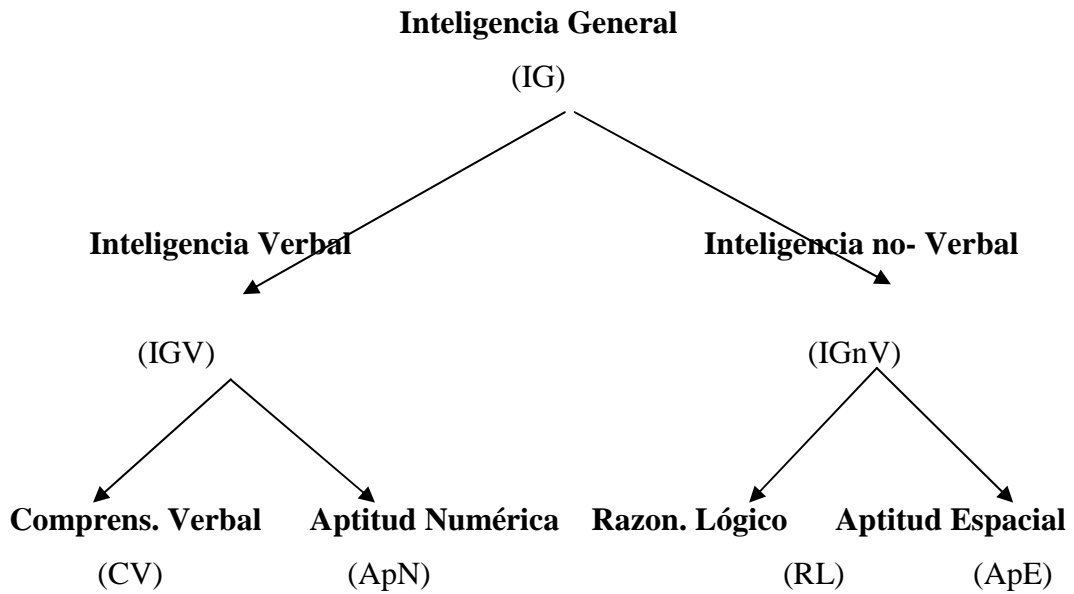 Inteligencia General
(IG)
Inteligencia Verbal Inteligencia no- Verbal
(IGV) (IGnV)
Comprens. Verbal Aptitud Numérica Razon. Lógico Aptitud Espacial
(CV) (ApN) (RL) (ApE)